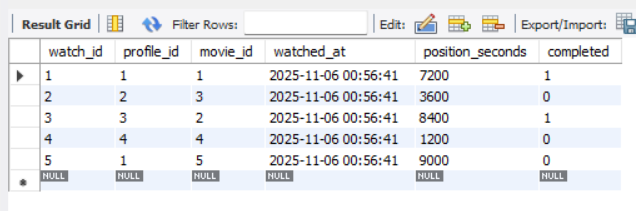 Result Grid Filter Rows: Edit: Export/Import:
watch_id profile_id movie_id watched_at position_seconds completed
1 1 1 2025-11-06 00:56:41 7200 1
2 2 3 2025-11-06 00:56:41 3600 0
3 3 2 2025-11-06 00:56:41 8400 1
4 4 4 2025-11-06 00:56:41 1200 0
5 1 5 2025-11-06 00:56:41 9000 0
NULL NULL NULL NULL NULL NULL